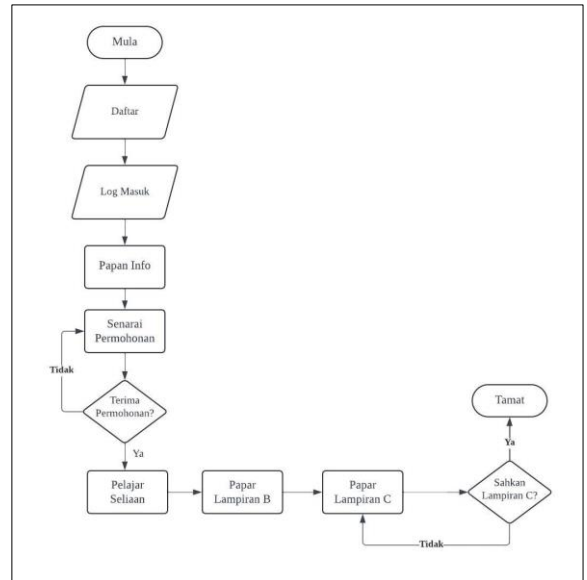 Mula
Daftar
Log Masuk
Papan Info
Senarai
Permohonan
Tidak
Terima
Permohonan?
Ya
Pelajar
Seliaan
Papar
Lampiran B
Papar
Lampiran C
Sahkan
Lampiran C?
Tidak
Ya
Tamat